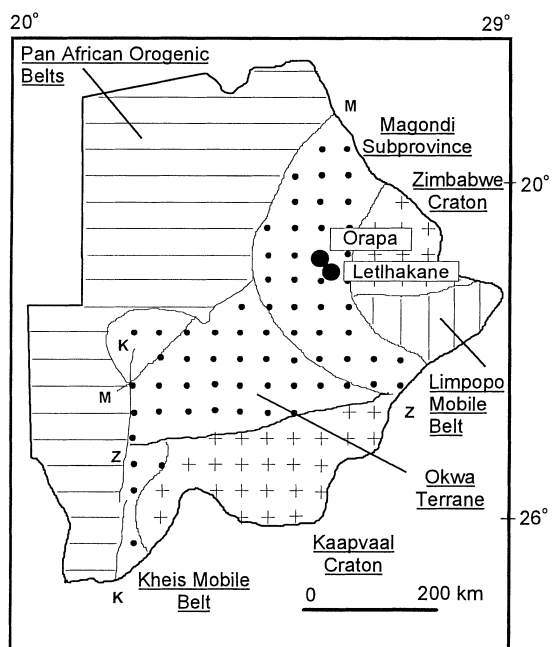 20°
29°
Pan African Orogenic
Belts
M
Magondi
Subprovince
Zimbabwe
Craton
20°
Orapa
Letlhakane
K
M
Limpopo
Mobile
Belt
Z
Z
Okwa
Terrane
26°
Kaapvaal
Craton
Kheis Mobile
Belt
K
0
200 km